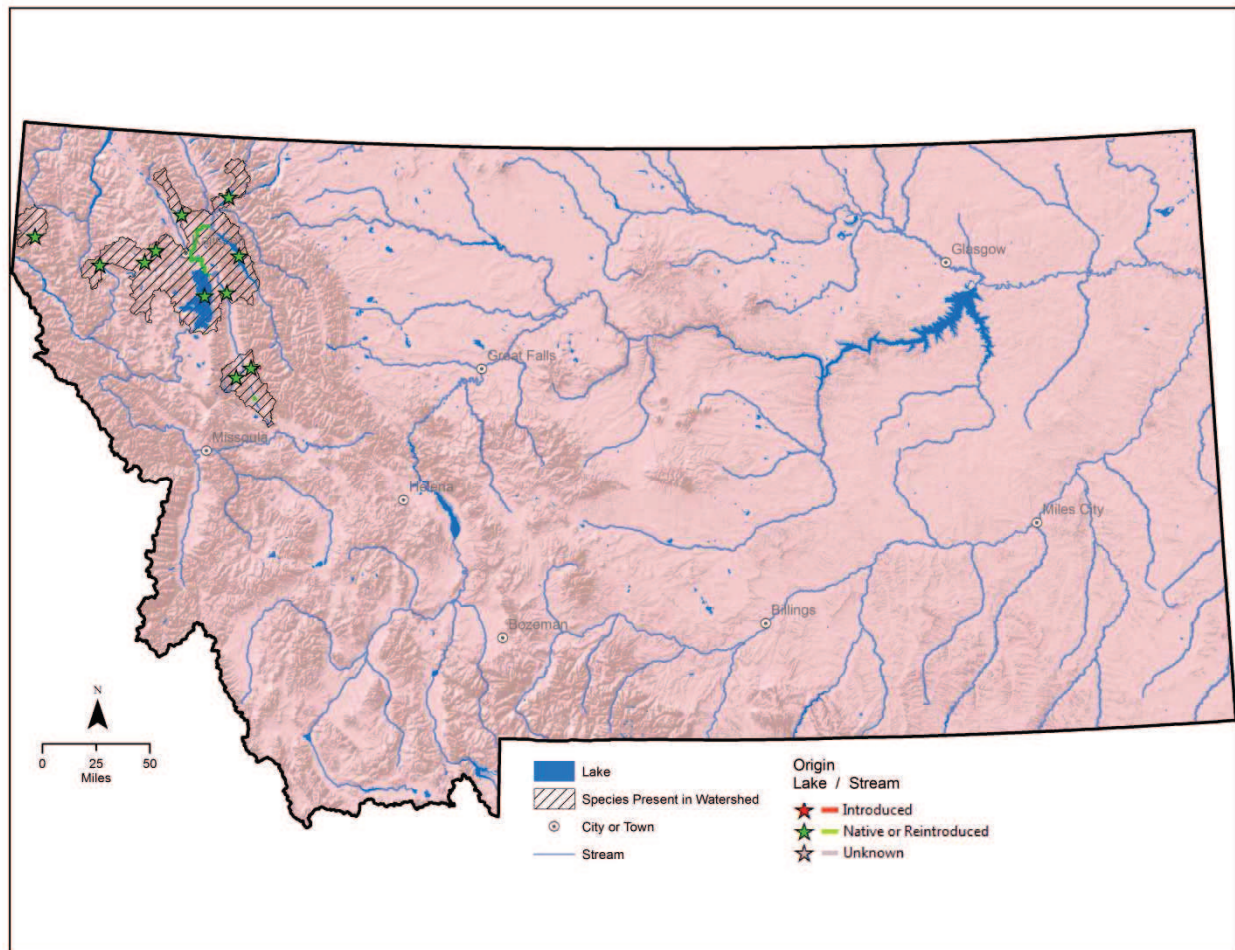 Kalispell
Glasgow
Great Falls
Missoula
Helena
Miles City
Billings
Bozeman
N
0 25 50
Miles
Lake
Species Present in Watershed
City or Town
Stream
Origin
Lake / Stream
Introduced
Native or Reintroduced
Unknown